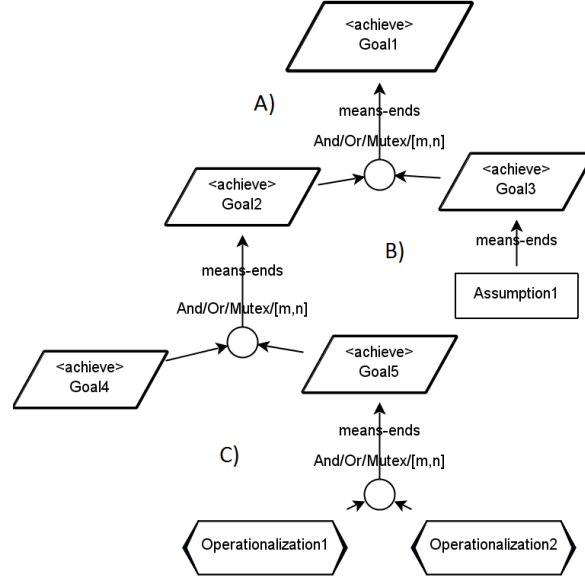 <achieve>
Goal1
A)
means-ends
And/Or/Mutex/[m,n]
<achieve>
Goal2
<achieve>
Goal3
B)
means-ends
means-ends
Assumption1
And/Or/Mutex/[m,n]
<achieve>
Goal4
<achieve>
Goal5
C)
means-ends
And/Or/Mutex/[m,n]
Operationalization1
Operationalization2